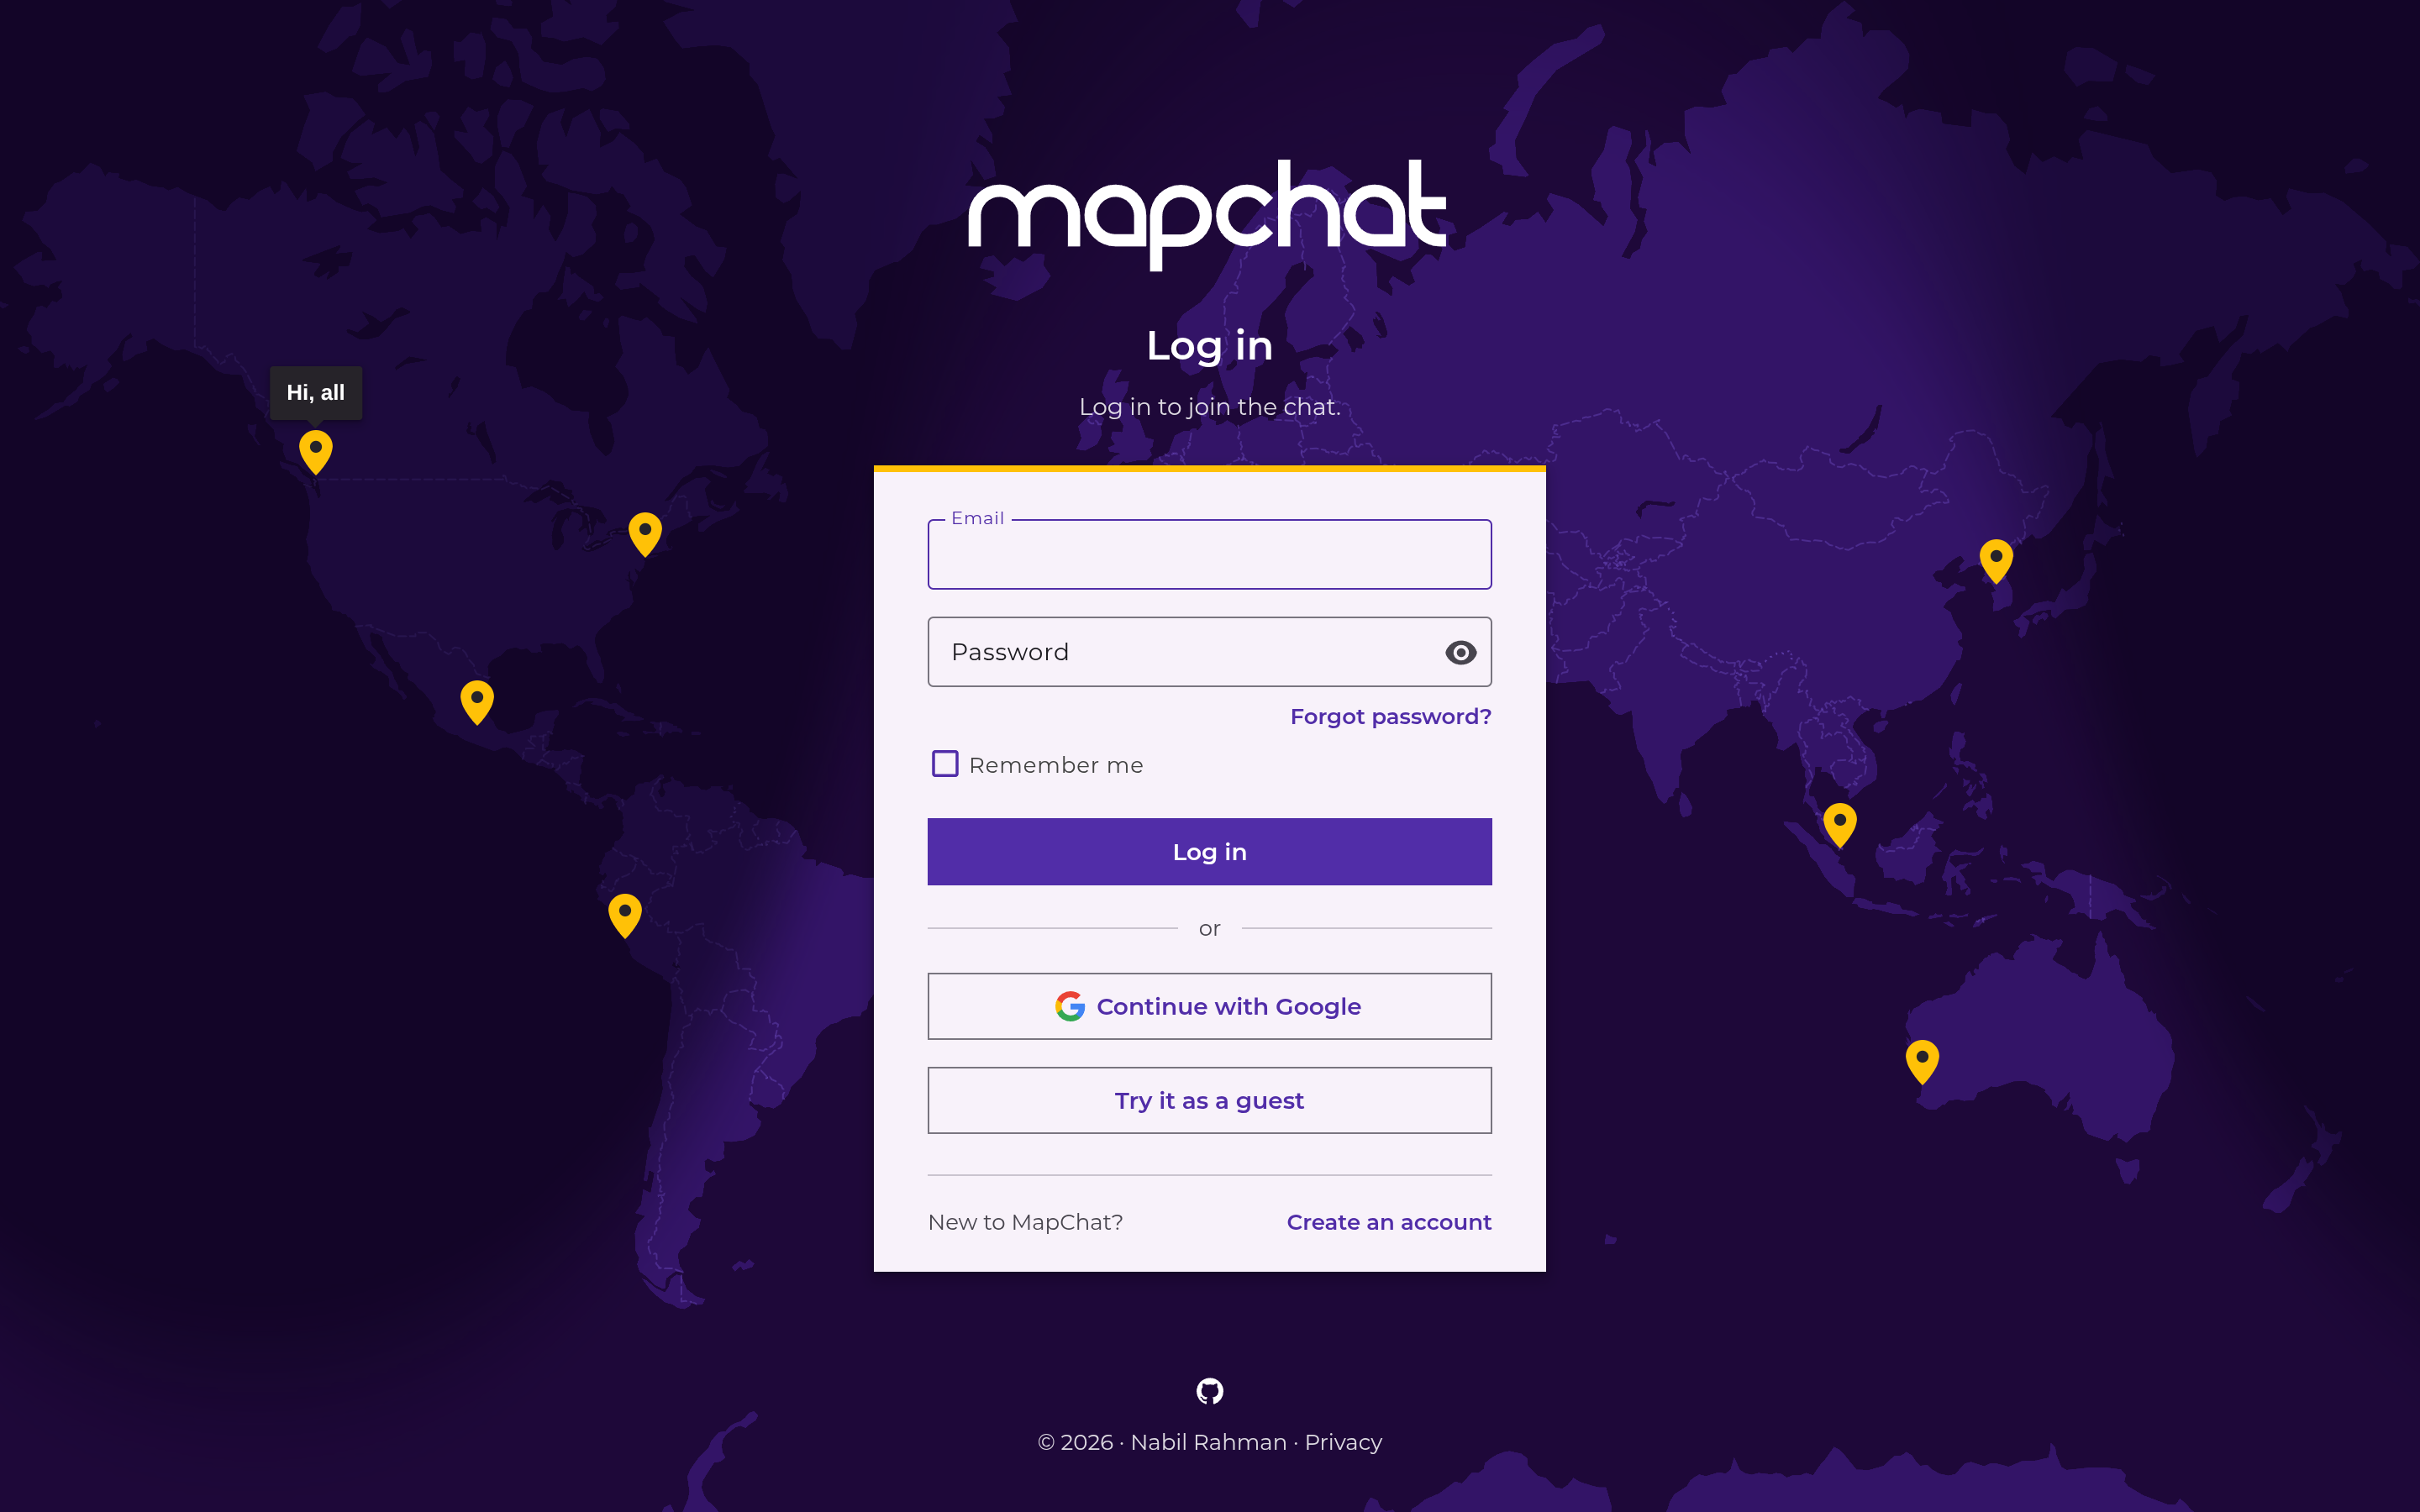 mapchat
Log in
Log in to join the chat.
Hi, all
Email
Password
Forgot password?
Remember me
Log in
or
Continue with Google
Try it as a guest
New to MapChat? Create an account
© 2026 · Nabil Rahman · Privacy